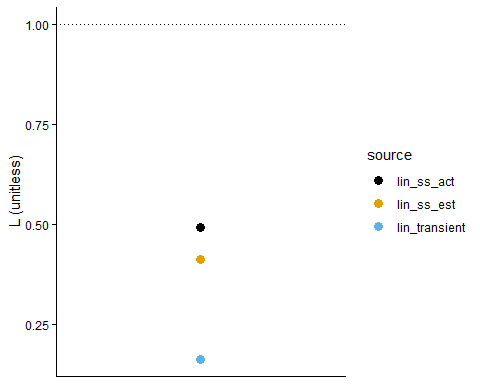 1.00
0.75
0.50
0.25
L (unitless)
source
lin_ss_act
lin_ss_est
lin_transient